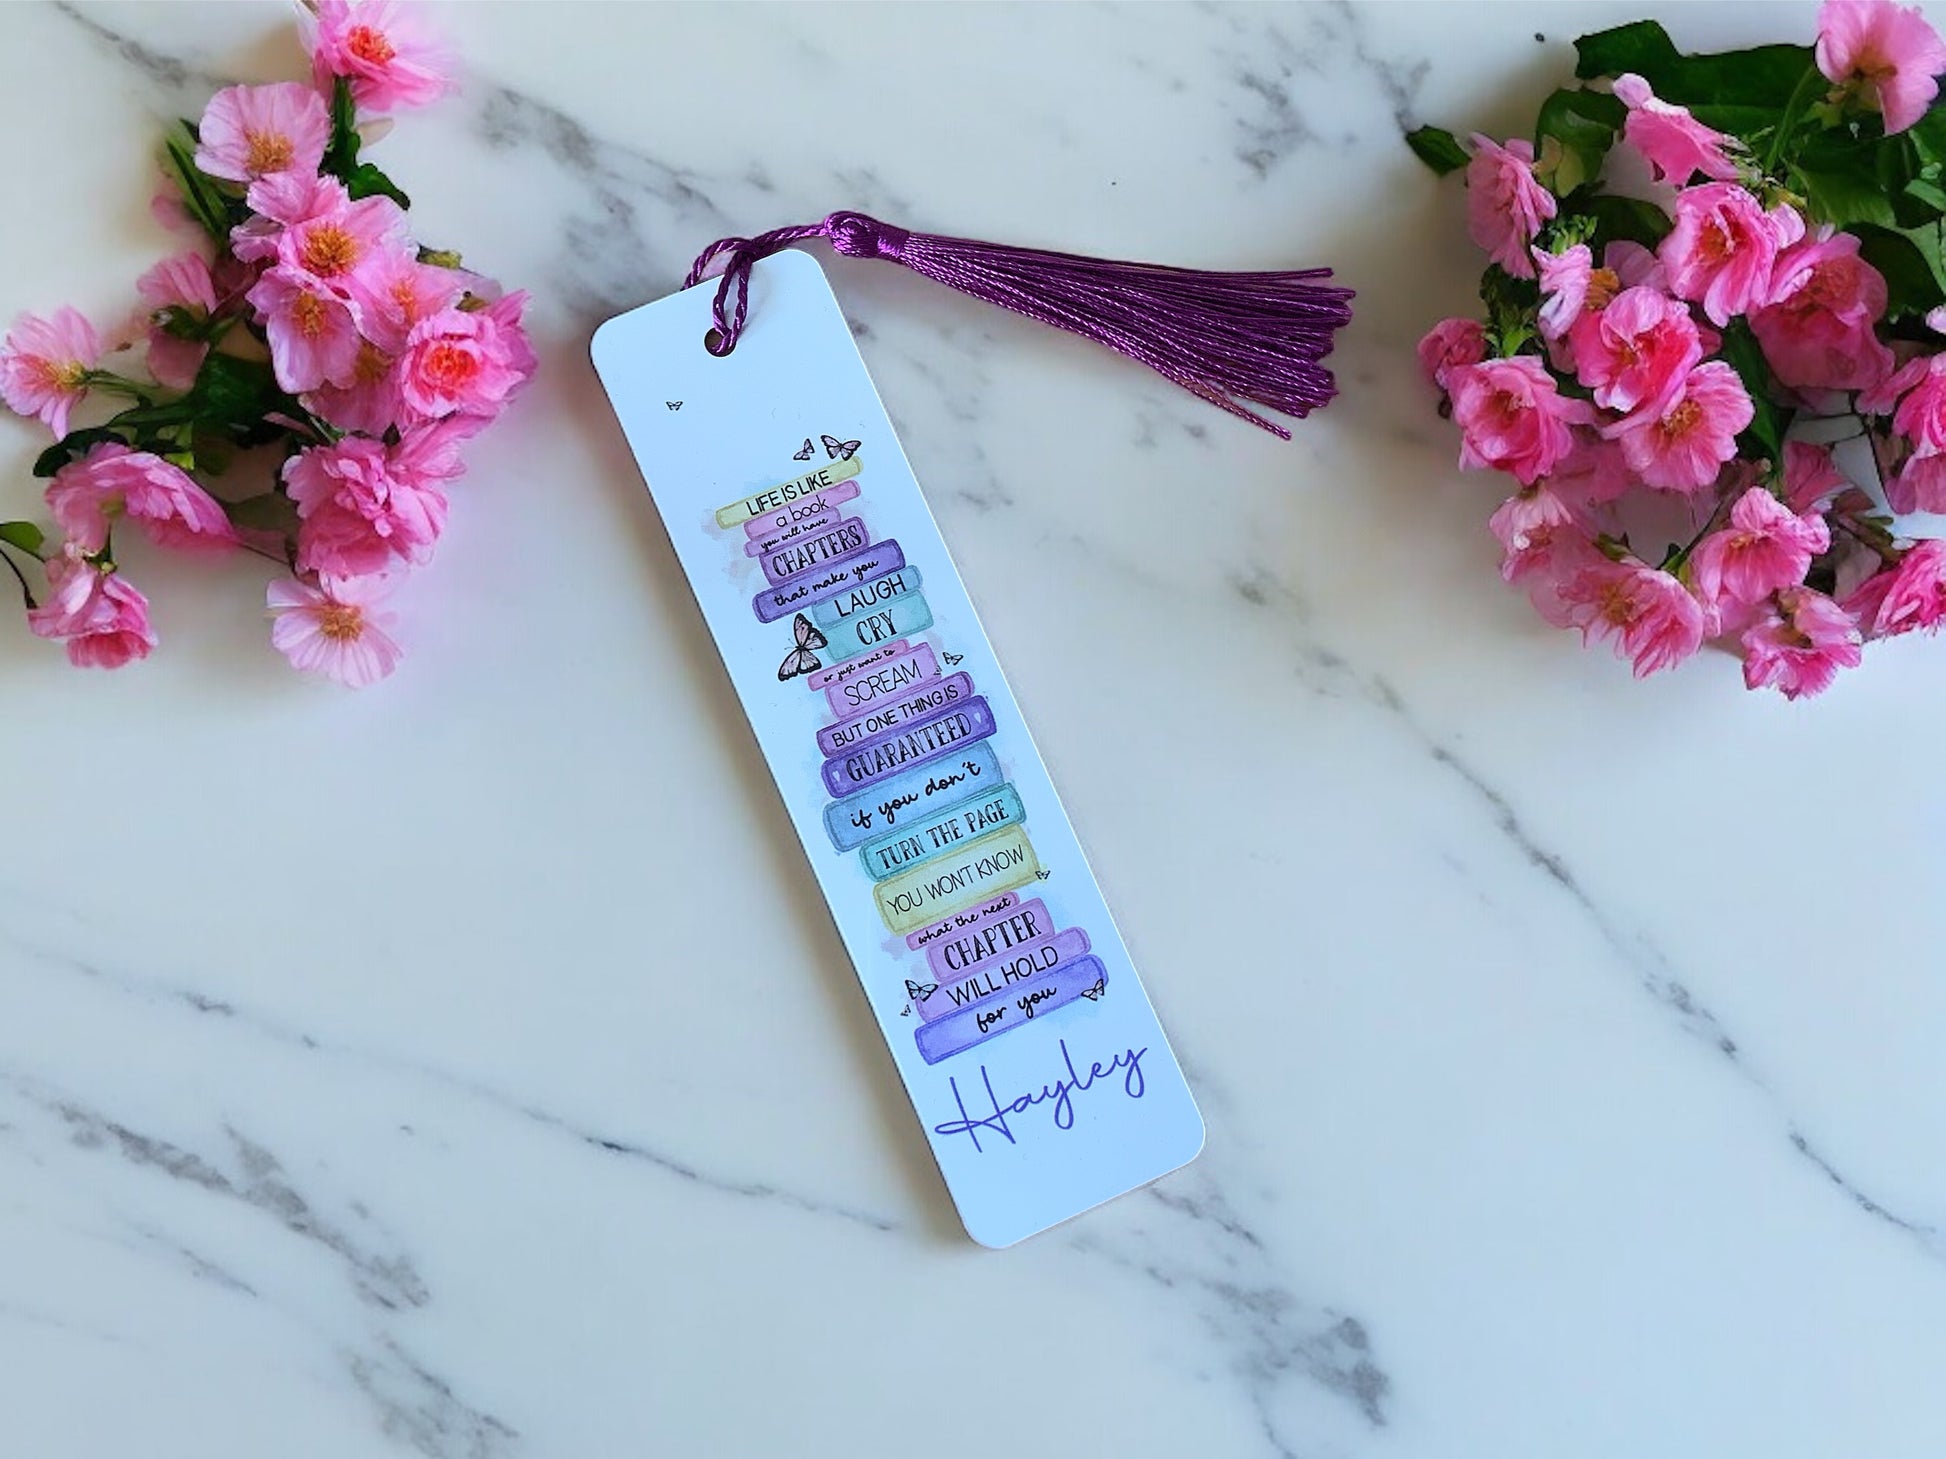 LIFE IS LIKE
a book
you will have
CHAPTERS
that make you
LAUGH
CRY
or just want to
SCREAM
BUT ONE THING IS
GUARANTEED
if you don't
TURN THE PAGE
YOU WON'T KNOW
what the next
CHAPTER
WILL HOLD
for you
Hayley